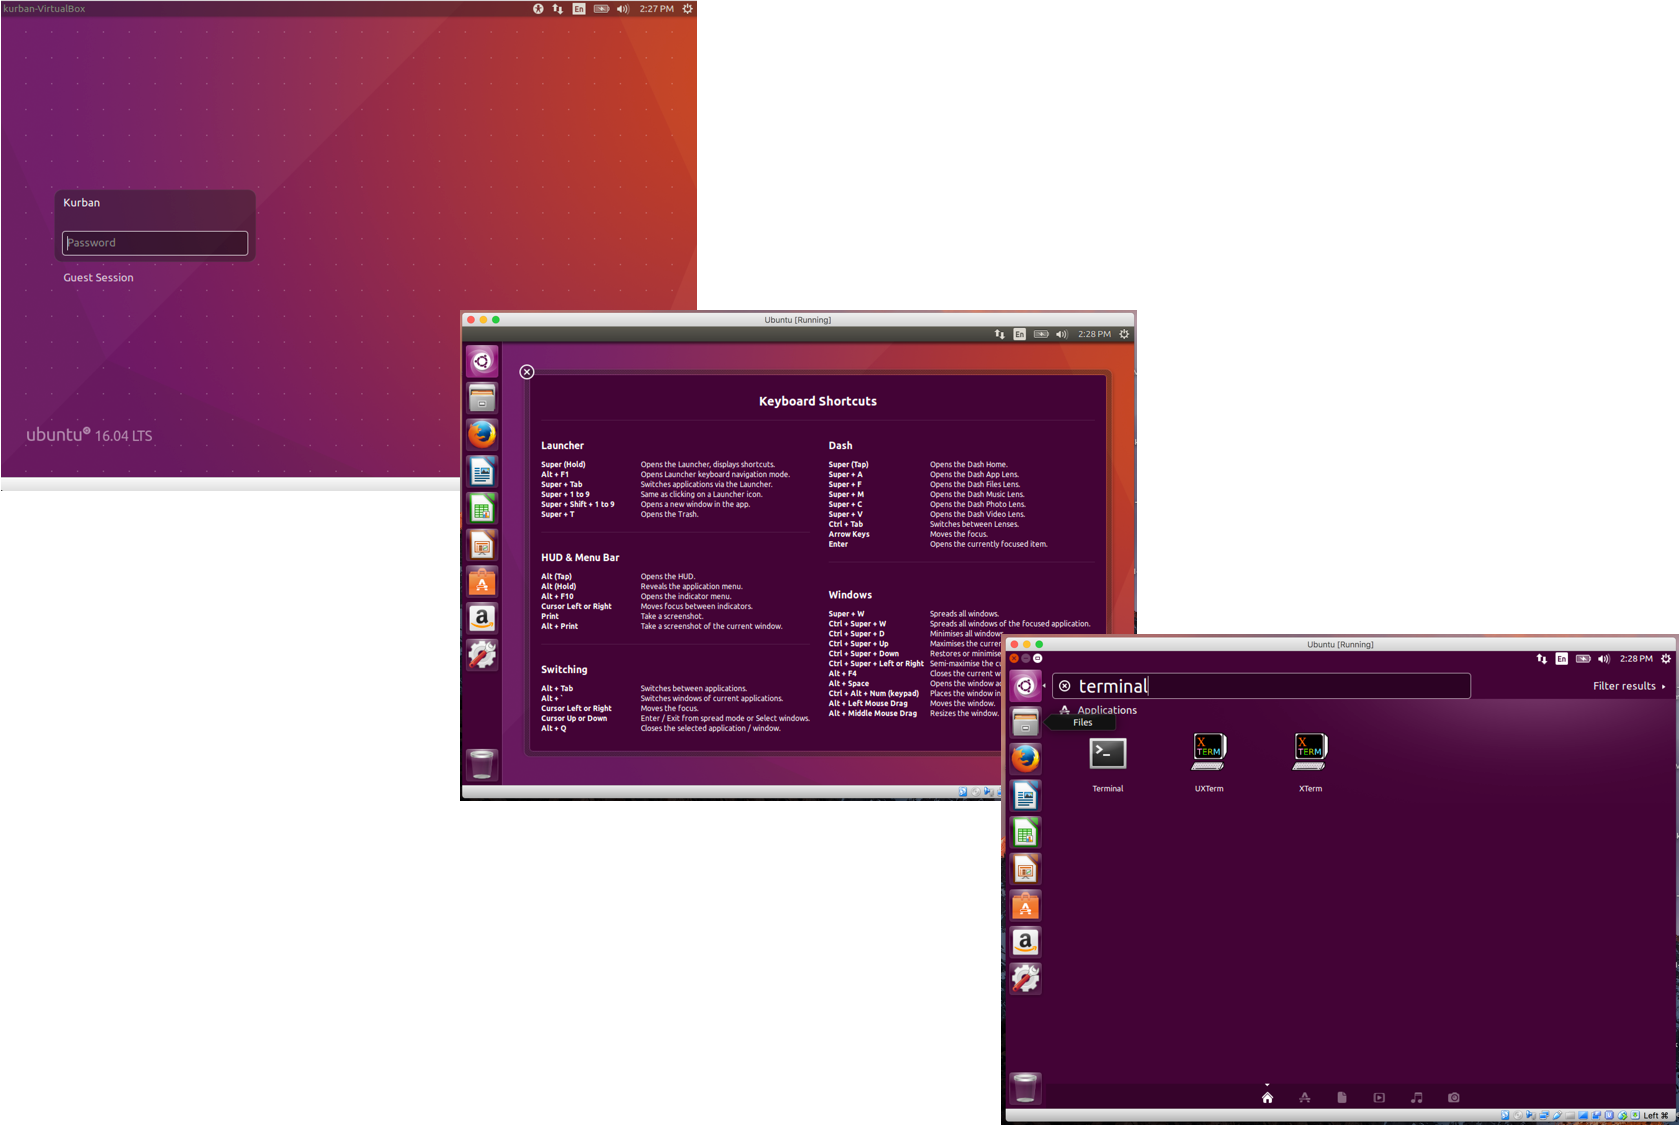 kurban-VirtualBox
En
2:27 PM
Kurban
Password
Guest Session
ubuntu® 16.04 LTS
Ubuntu [Running]
En
2:28 PM
Keyboard Shortcuts
Launcher
Super (Hold) Opens the Launcher, displays shortcuts.
Alt + F1 Opens Launcher keyboard navigation mode.
Super + Tab Switches applications via the Launcher.
Super + 1 to 9 Same as clicking on a Launcher icon.
Super + Shift + 1 to 9 Opens a new window in the app.
Super + T Opens the Trash.
HUD & Menu Bar
Alt (Tap) Opens the HUD.
Alt (Hold) Reveals the application menu.
Alt + F10 Opens the indicator menu.
Cursor Left or Right Moves focus between indicators.
Print Take a screenshot.
Alt + Print Take a screenshot of the current window.
Switching
Alt + Tab Switches between applications.
Alt + ` Switches windows of current applications.
Cursor Left or Right Moves the focus.
Cursor Up or Down Enter / Exit from spread mode or Select windows.
Alt + Q Closes the selected application / window.
Dash
Super (Tap) Opens the Dash Home.
Super + A Opens the Dash App Lens.
Super + F Opens the Dash Files Lens.
Super + M Opens the Dash Music Lens.
Super + C Opens the Dash Photo Lens.
Super + V Opens the Dash Video Lens.
Ctrl + Tab Switches between Lenses.
Arrow Keys Moves the focus.
Enter Opens the currently focused item.
Windows
Super + W Spreads all windows.
Ctrl + Super + W Spreads all windows of the focused application.
Ctrl + Super + D Minimises all
Ctrl + Super + Up Maximises the
Ctrl + Super + Down Restores or
Ctrl + Super + Left or Right Semi-maximise the
Alt + F4 Closes the current
Alt + Space Opens the window
Ctrl + Alt + Num (keypad) Places the window
Alt + Left Mouse Drag Moves the window.
Alt + Middle Mouse Drag Resizes the window.
a
Ubuntu [Running]
En
2:28 PM
terminal
Filter results
Applications
Files
X TERM
X TERM
Terminal
UXTerm
XTerm
a
Left ⌘